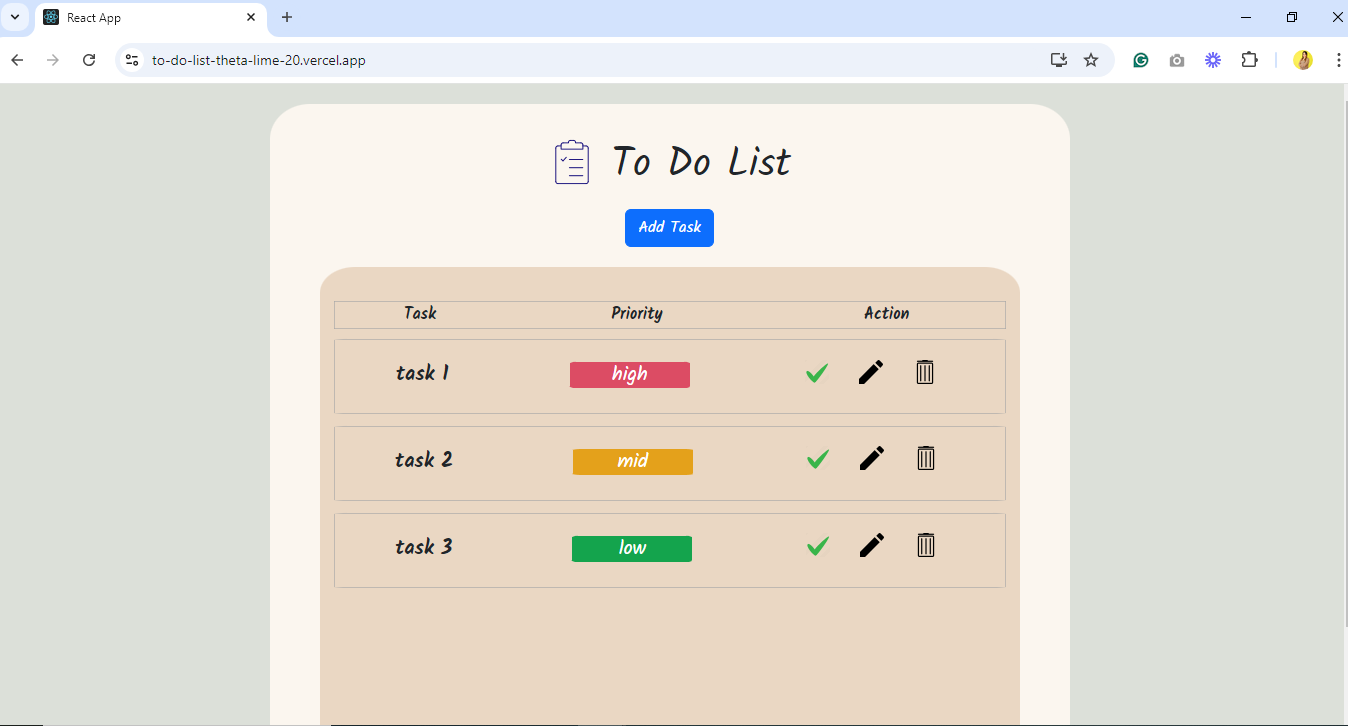 React App
to-do-list-theta-lime-20.vercel.app
To Do List
Add Task
Task Priority Action
task 1 high
task 2 mid
task 3 low